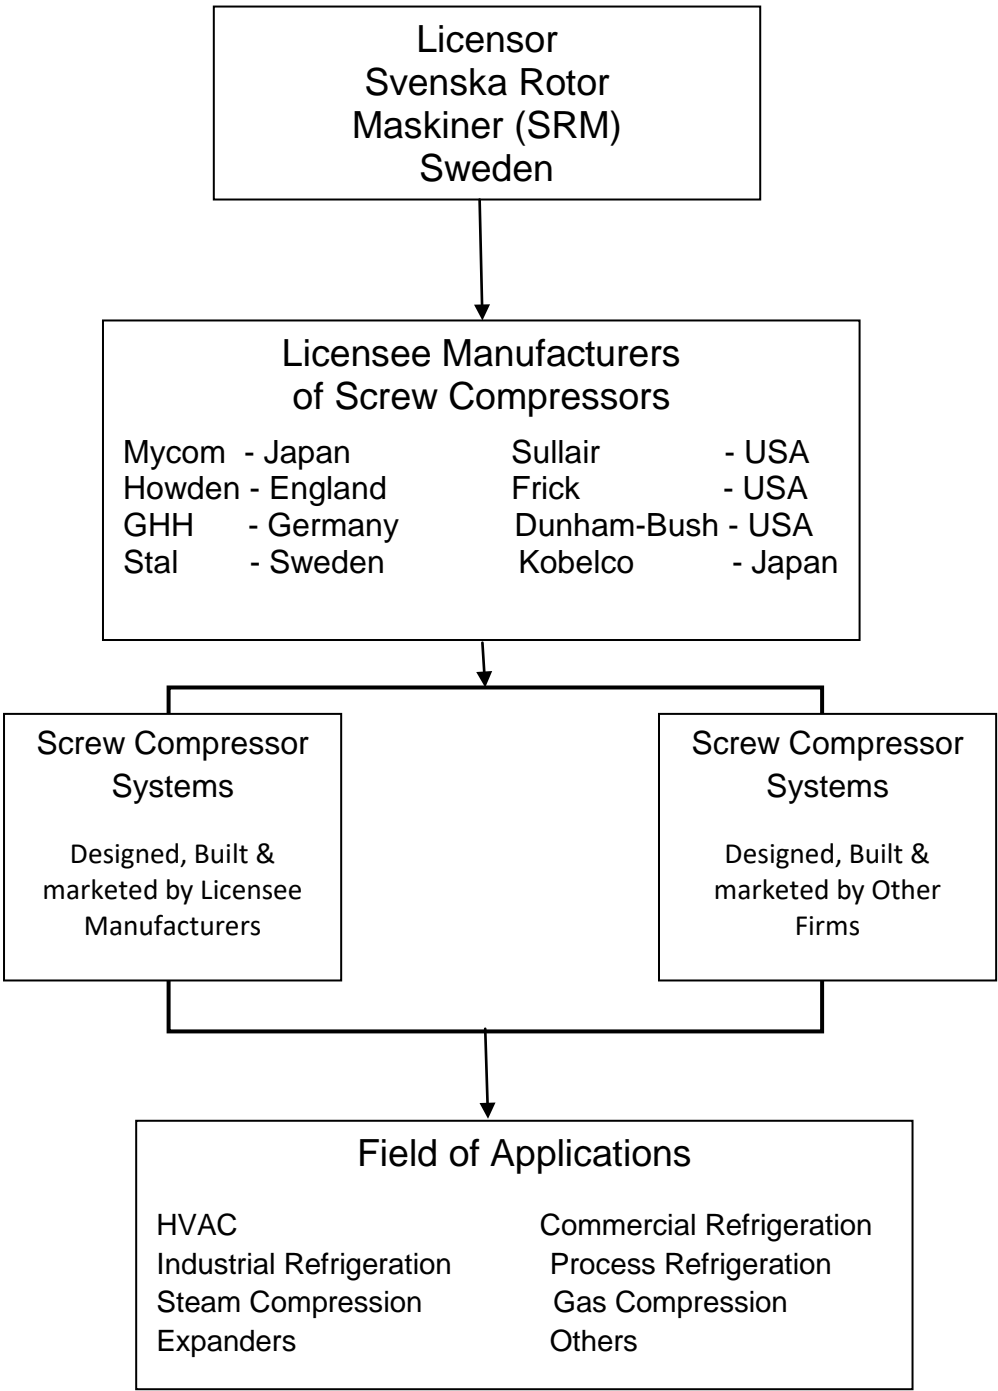 Licensor
Svenska Rotor
Maskiner (SRM)
Sweden
Licensee Manufacturers
of Screw Compressors
Mycom - Japan Sullair - USA
Howden - England Frick - USA
GHH - Germany Dunham-Bush - USA
Stal - Sweden Kobelco - Japan
Screw Compressor
Systems
Designed, Built &
marketed by Licensee
Manufacturers
Screw Compressor
Systems
Designed, Built &
marketed by Other
Firms
Field of Applications
HVAC Commercial Refrigeration
Industrial Refrigeration Process Refrigeration
Steam Compression Gas Compression
Expanders Others